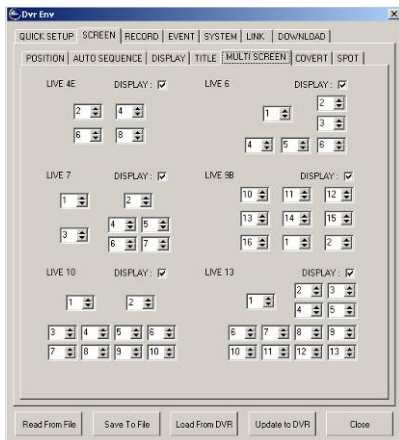 Dvr Env
QUICK SETUP SCREEN RECORD EVENT SYSTEM LINK DOWNLOAD
POSITION AUTO SEQUENCE DISPLAY TITLE MULTI SCREEN COVERT SPOT
LIVE 4E DISPLAY :
2 4
6 8
LIVE 6 DISPLAY :
1 2
3
4 5 6
LIVE 7 DISPLAY :
1 2
3 4 5
6 7
LIVE 9B DISPLAY :
10 11 12
13 14 15
16 1 2
LIVE 10 DISPLAY :
1 2
3 4 5 6
7 8 9 10
LIVE 13 DISPLAY :
1 2 3
4 5
6 7 8 9
10 11 12 13
Read From File Save To File Load From DVR Update to DVR Close